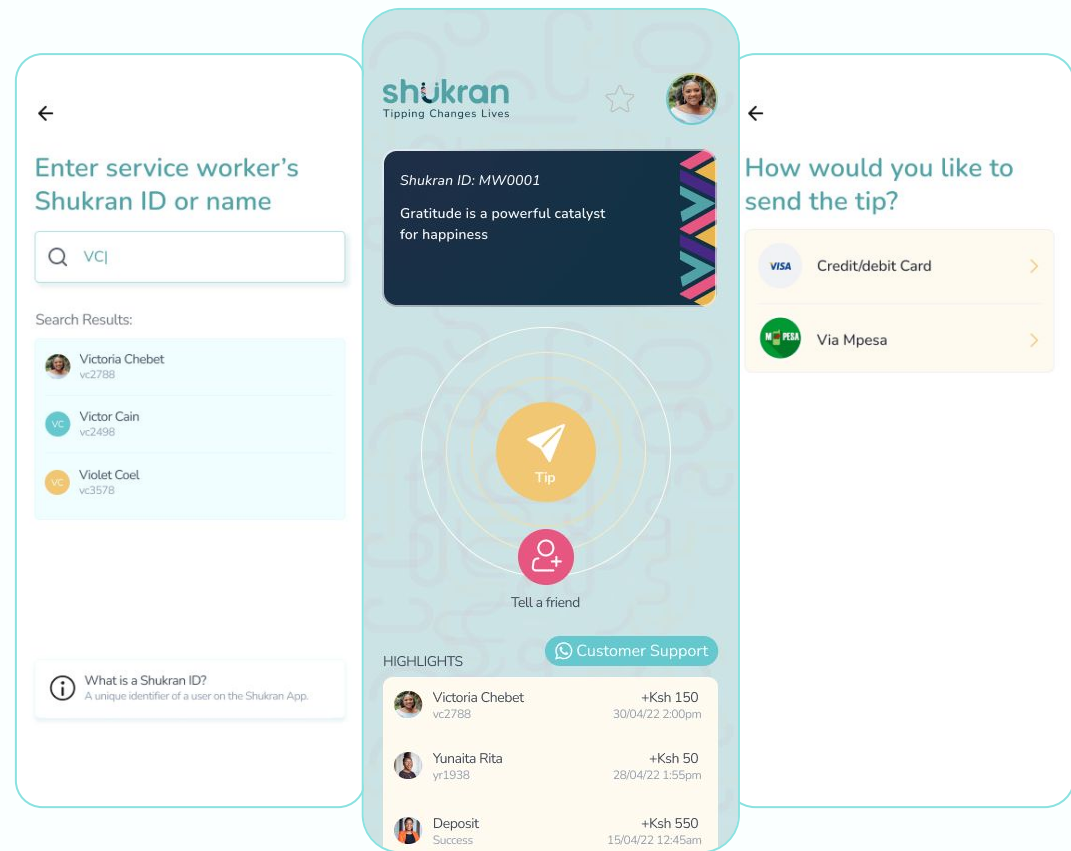 Enter service worker's
Shukran ID or name
VC|
Search Results:
Victoria Chebet
vc2788
VC
Victor Cain
vc2498
VC
Violet Coel
vc3578
What is a Shukran ID?
A unique identifier of a user on the Shukran App.
shukran
Tipping Changes Lives
Shukran ID: MW0001
Gratitude is a powerful catalyst
for happiness
Tip
Tell a friend
Customer Support
HIGHLIGHTS
Victoria Chebet +Ksh 150
vc2788 30/04/22 2:00pm
Yunaita Rita +Ksh 50
yr1938 28/04/22 1:55pm
Deposit +Ksh 550
Success 15/04/22 12:45am
How would you like to
send the tip?
VISA Credit/debit Card
M-PESA Via Mpesa